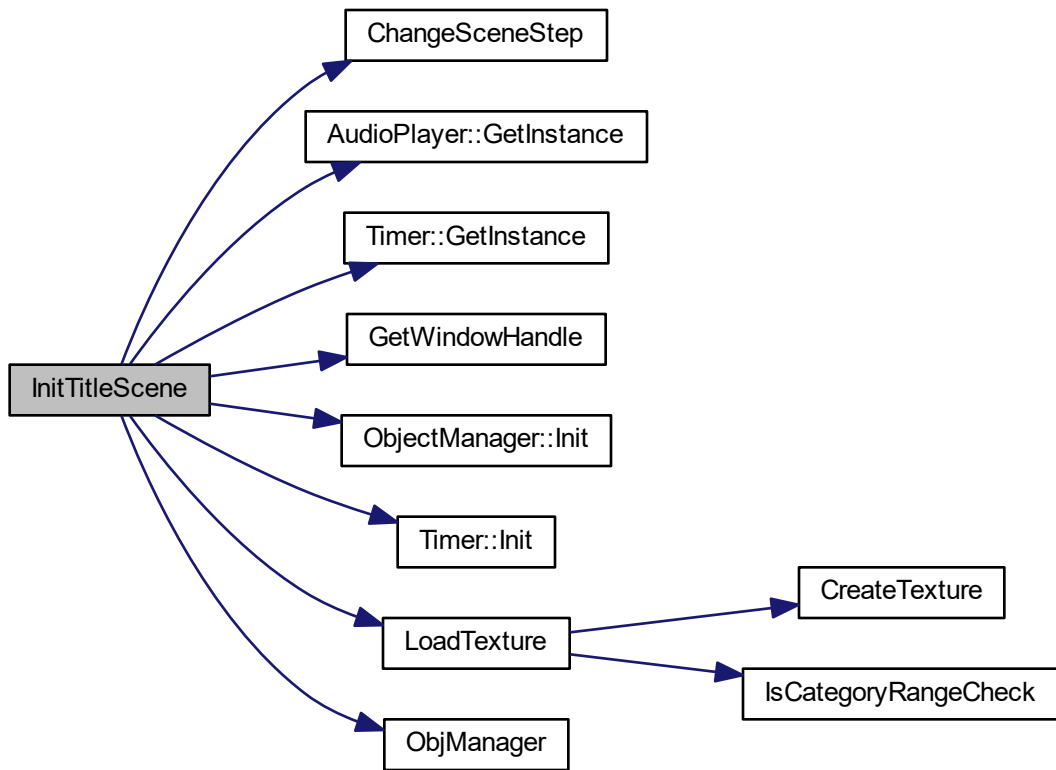 ChangeSceneStep
AudioPlayer::GetInstance
Timer::GetInstance
GetWindowHandle
InitTitleScene
ObjectManager::Init
Timer::Init
CreateTexture
LoadTexture
IsCategoryRangeCheck
ObjManager